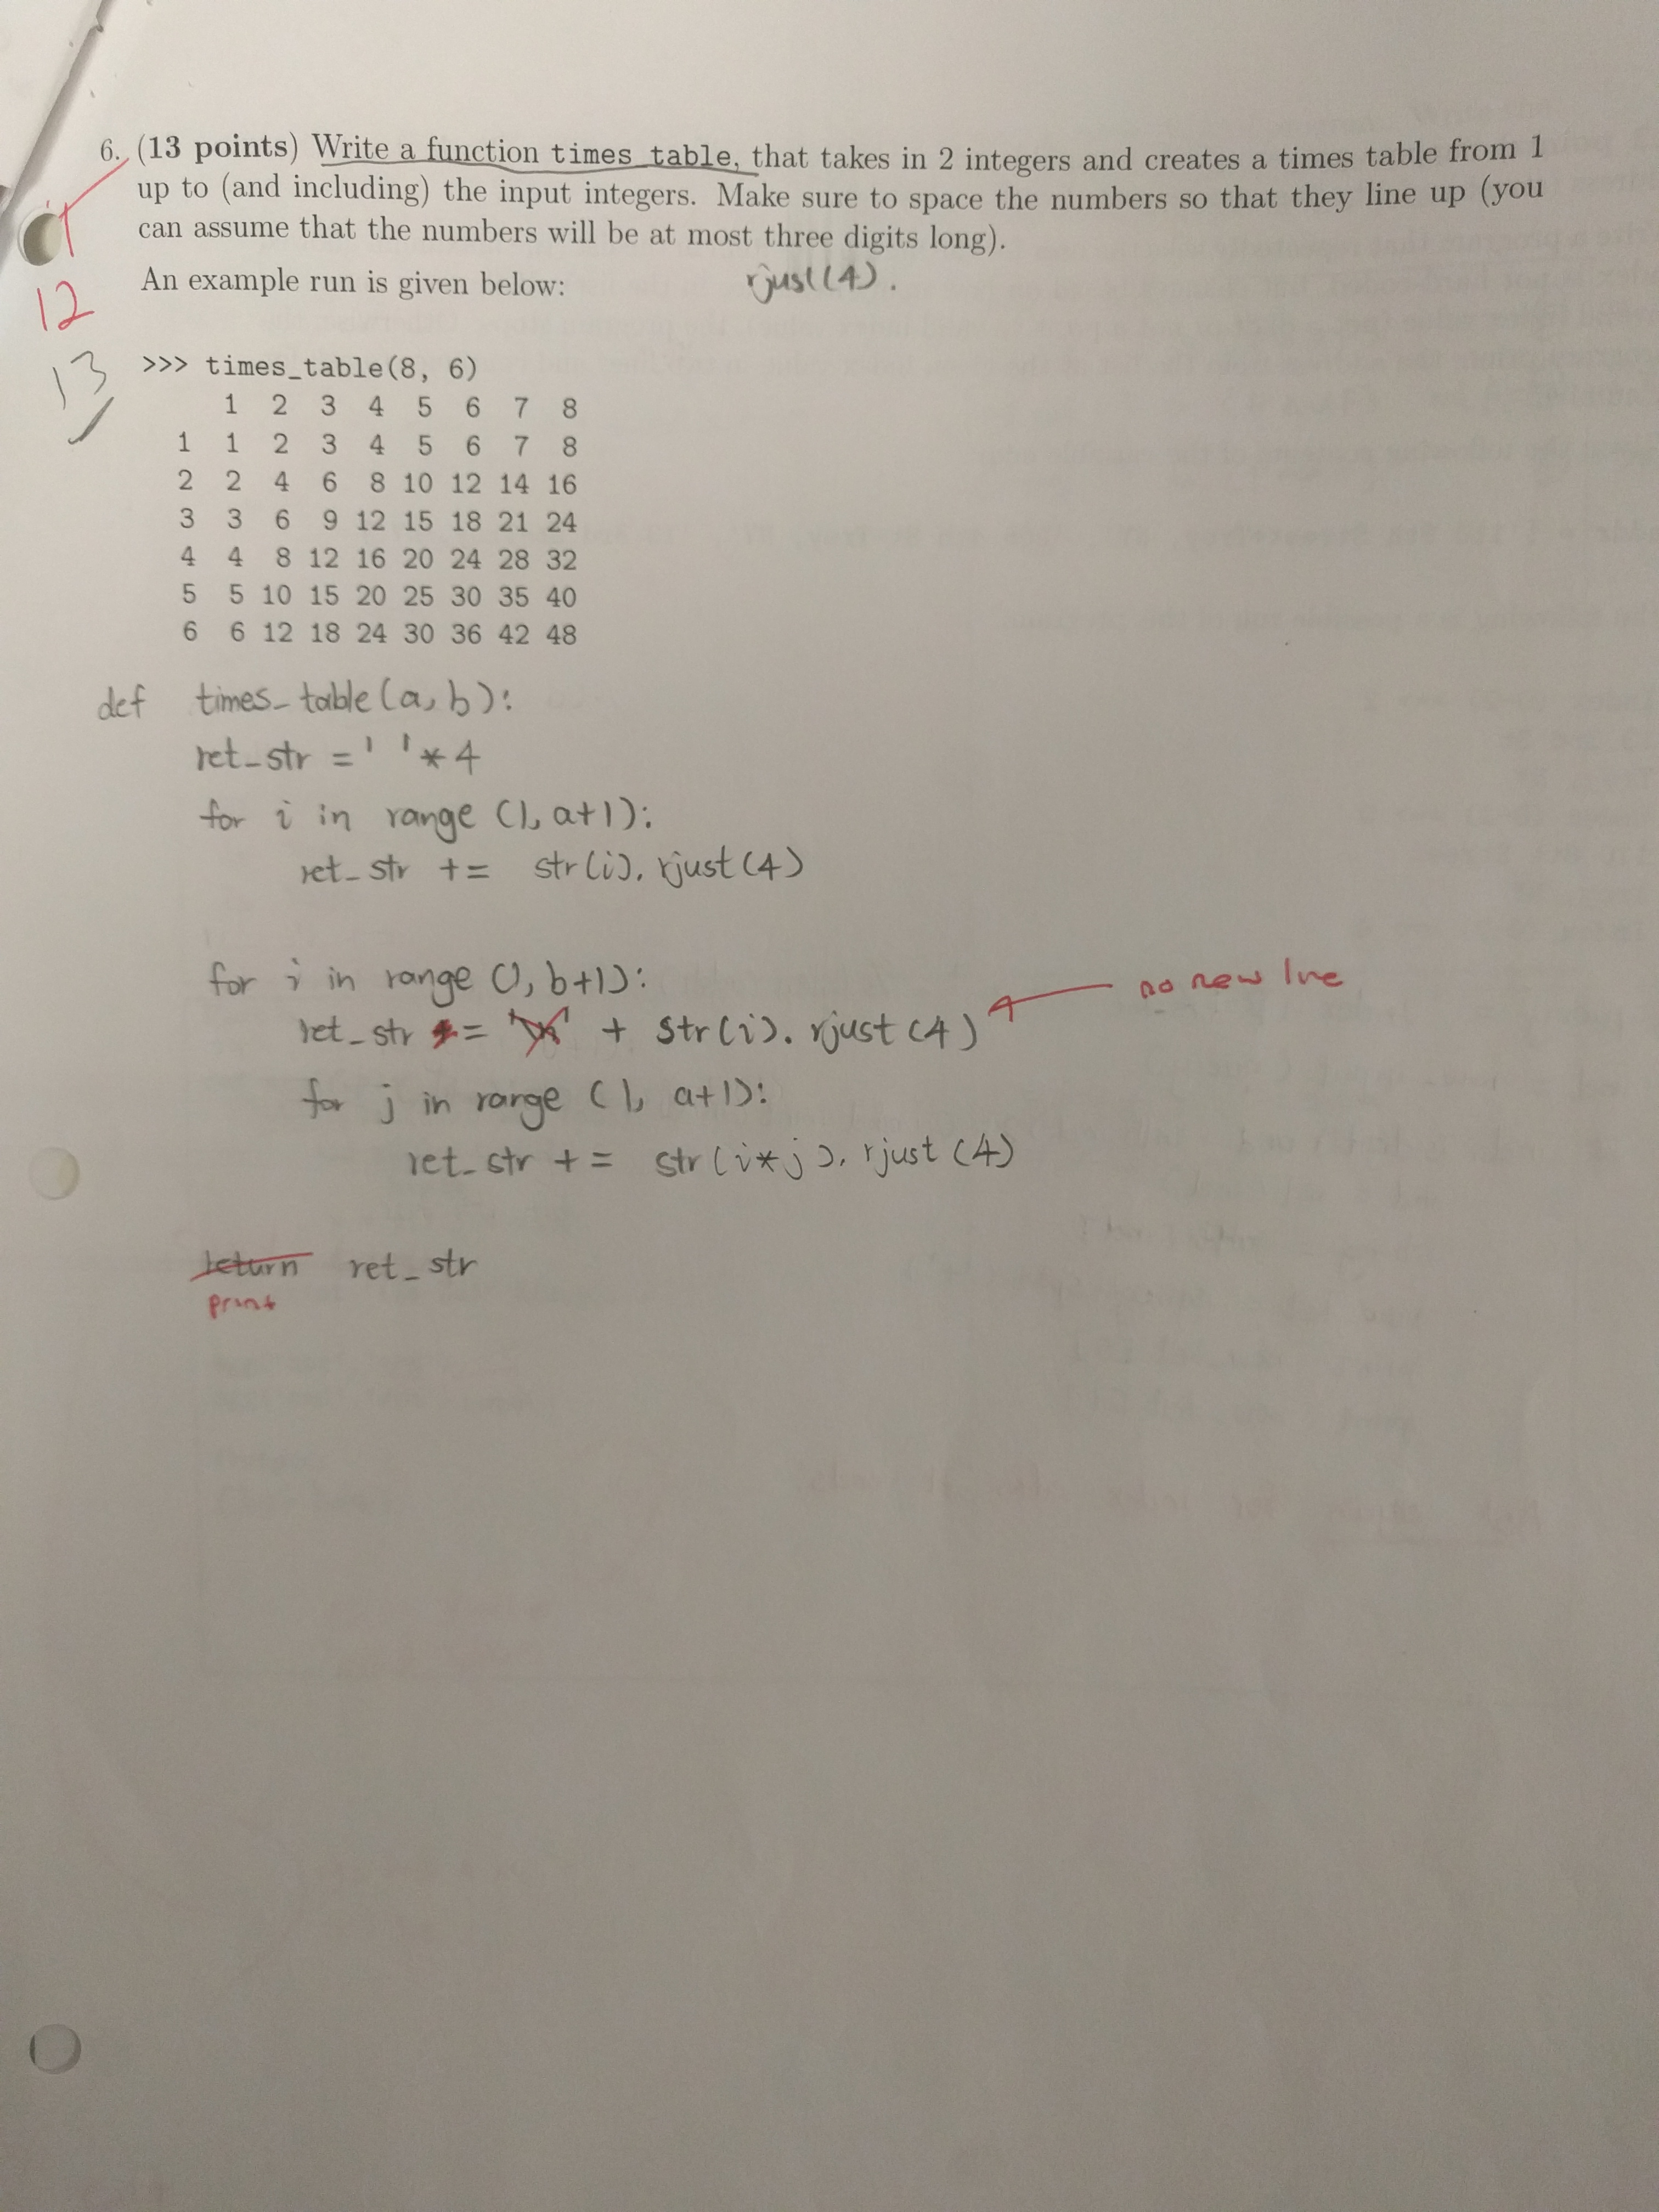 6. (13 points) Write a function times_table, that takes in 2 integers and creates a times table from 1
up to (and including) the input integers. Make sure to space the numbers so that they line up (you
can assume that the numbers will be at most three digits long).
An example run is given below: rjust(4).
12
13
>>> times_table(8, 6)
1 2 3 4 5 6 7 8
1 1 2 3 4 5 6 7 8
2 2 4 6 8 10 12 14 16
3 3 6 9 12 15 18 21 24
4 4 8 12 16 20 24 28 32
5 5 10 15 20 25 30 35 40
6 6 12 18 24 30 36 42 48
def times_table(a, b):
ret_str = ' ' * 4
for i in range (1, a+1):
ret_str += str(i). rjust(4)
for i in range (1, b+1):
no new line
ret_str += '\n' + str(i). rjust(4)
for j in range (1, a+1):
ret_str += str(i*j). rjust(4)
return ret_str
print